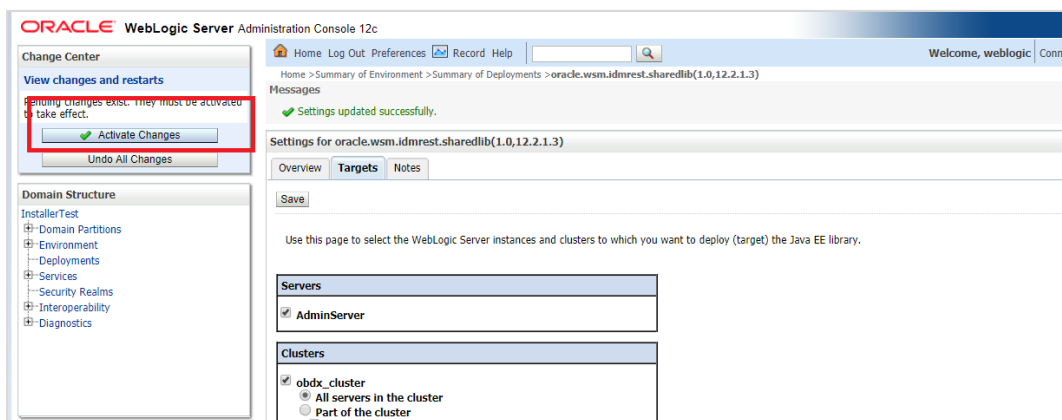 ORACLE WebLogic Server Administration Console 12c
Change Center
View changes and restarts
Pending changes exist. They must be activated
to take effect.
Activate Changes
Undo All Changes
Domain Structure
InstallerTest
Domain Partitions
Environment
Deployments
Services
Security Realms
Interoperability
Diagnostics
Home Log Out Preferences Record Help
Welcome, weblogic Conn
Home >Summary of Environment >Summary of Deployments >oracle.wsm.idmrest.sharedlib(1.0,12.2.1.3)
Messages
Settings updated successfully.
Settings for oracle.wsm.idmrest.sharedlib(1.0,12.2.1.3)
Overview Targets Notes
Save
Use this page to select the WebLogic Server instances and clusters to which you want to deploy (target) the Java EE library.
Servers
AdminServer
Clusters
obdx_cluster
All servers in the cluster
Part of the cluster